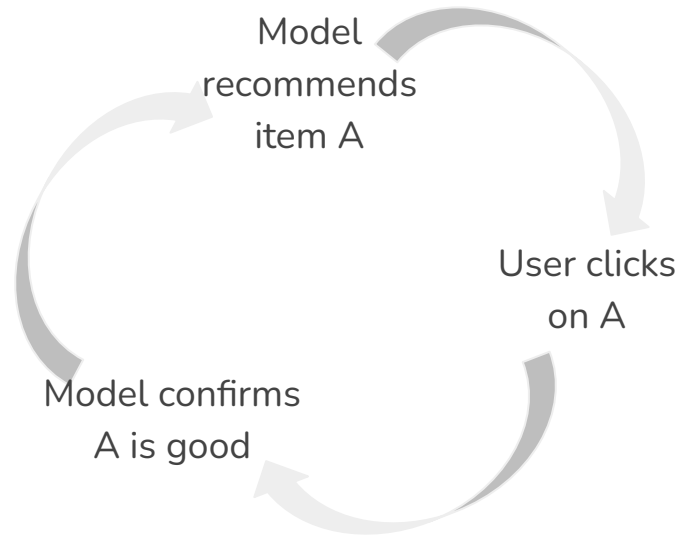 Model
recommends
item A
User clicks
on A
Model confirms
A is good